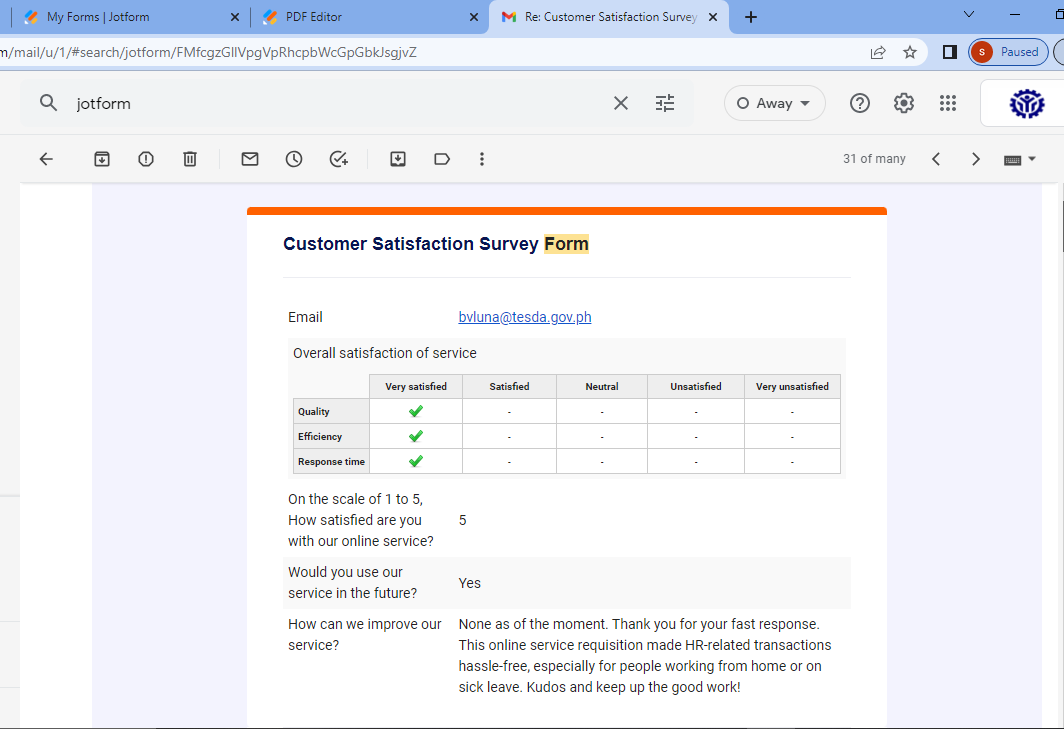 My Forms | Jotform
PDF Editor
Re: Customer Satisfaction Survey
m/mail/u/1/#search/jotform/FMfcgzGllVpgVpRhcpbWcGpGbkJsgjvZ
S Paused
jotform
Away
31 of many
Customer Satisfaction Survey Form
Email bvluna@tesda.gov.ph
Overall satisfaction of service
Very satisfied Satisfied Neutral Unsatisfied Very unsatisfied
Quality ✔ - - - -
Efficiency ✔ - - - -
Response time ✔ - - - -
On the scale of 1 to 5,
How satisfied are you
with our online service?
5
Would you use our
service in the future?
Yes
How can we improve our
service?
None as of the moment. Thank you for your fast response.
This online service requisition made HR-related transactions
hassle-free, especially for people working from home or on
sick leave. Kudos and keep up the good work!